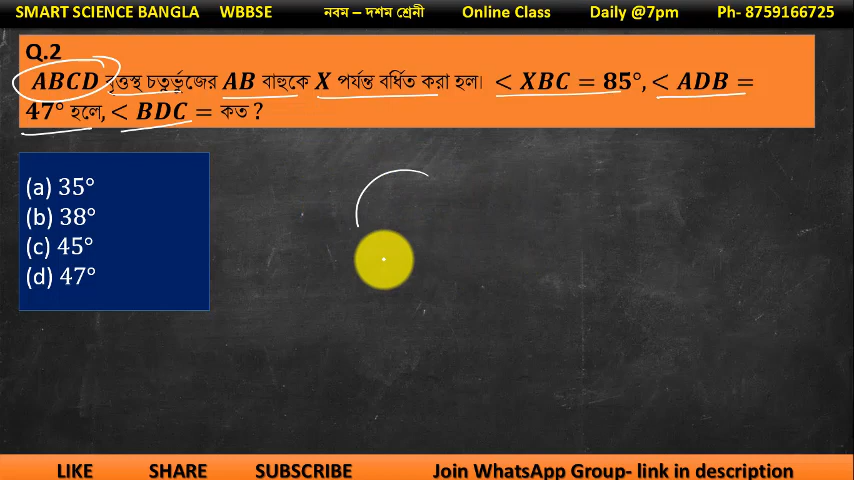 SMART SCIENCE BANGLA WBBSE নবম – দশম শ্রেনী Online Class Daily @7pm Ph- 8759166725
Q.2
ABCD বৃত্তস্থ চতুর্ভুজের AB বাহুকে X পর্যন্ত বর্ধিত করা হল। < XBC = 85°, < ADB =
47° হলে, < BDC = কত ?
(a) 35°
(b) 38°
(c) 45°
(d) 47°
LIKE SHARE SUBSCRIBE Join WhatsApp Group- link in description